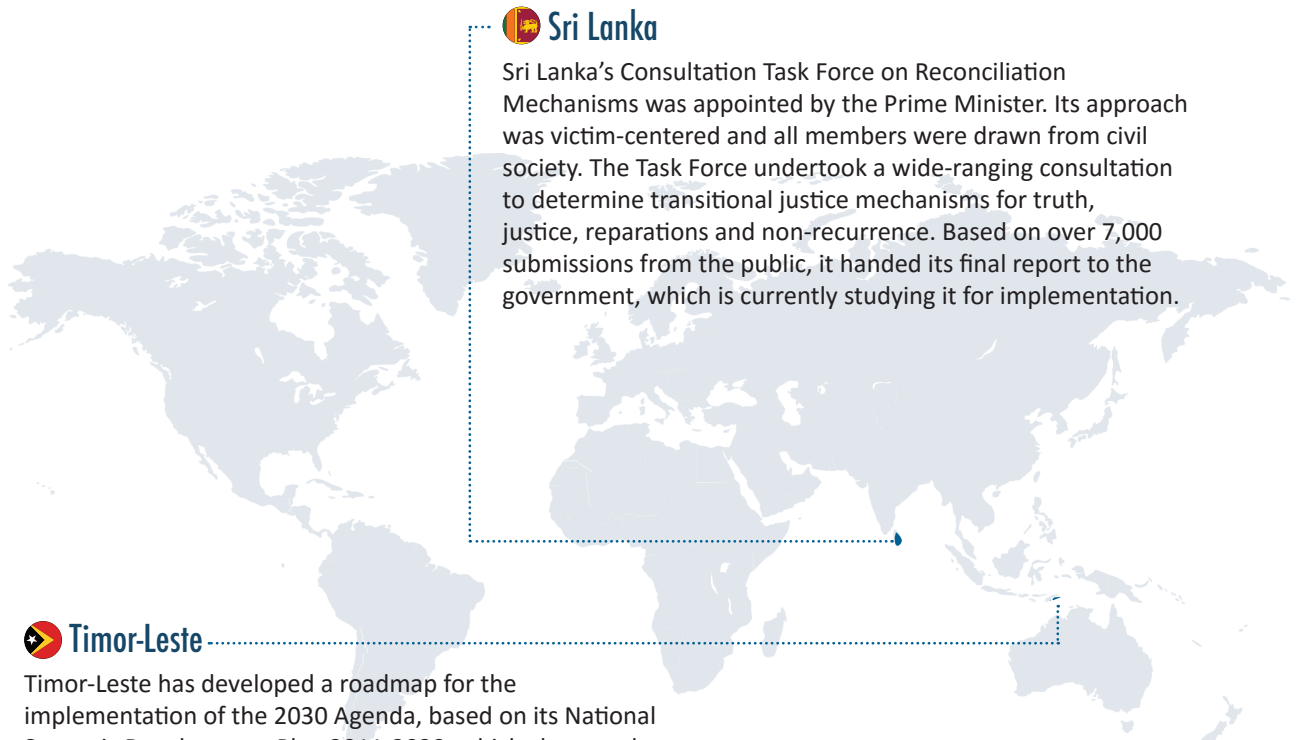 Sri Lanka
Sri Lanka’s Consultation Task Force on Reconciliation
Mechanisms was appointed by the Prime Minister. Its approach
was victim-centered and all members were drawn from civil
society. The Task Force undertook a wide-ranging consultation
to determine transitional justice mechanisms for truth,
justice, reparations and non-recurrence. Based on over 7,000
submissions from the public, it handed its final report to the
government, which is currently studying it for implementation.
Timor-Leste
Timor-Leste has developed a roadmap for the
implementation of the 2030 Agenda, based on its National